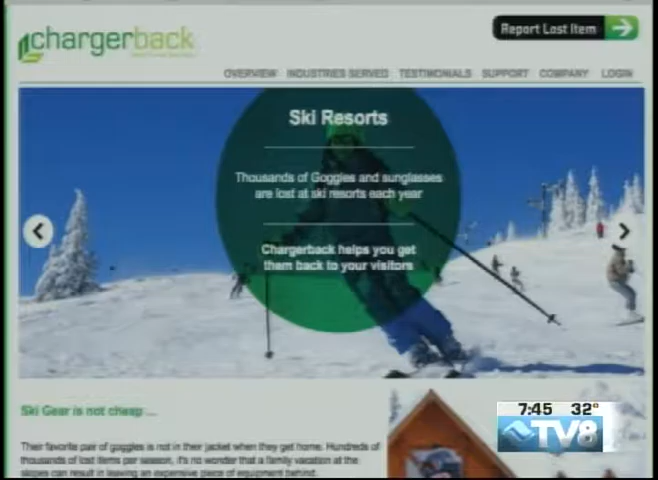 chargerback
Report Lost Item
OVERVIEW INDUSTRIES SERVED TESTIMONIALS SUPPORT COMPANY LOGIN
Ski Resorts
Thousands of Goggles and sunglasses
are lost at ski resorts each year
Chargerback helps you get
them back to your visitors
Ski Gear is not cheap ...
Their favorite pair of goggles is not in their jacket when they get home. Hundreds of
thousands of lost items per season, it's no wonder that a family vacation at the
slopes can result in leaving an expensive piece of equipment behind.
7:45 32°
TV8